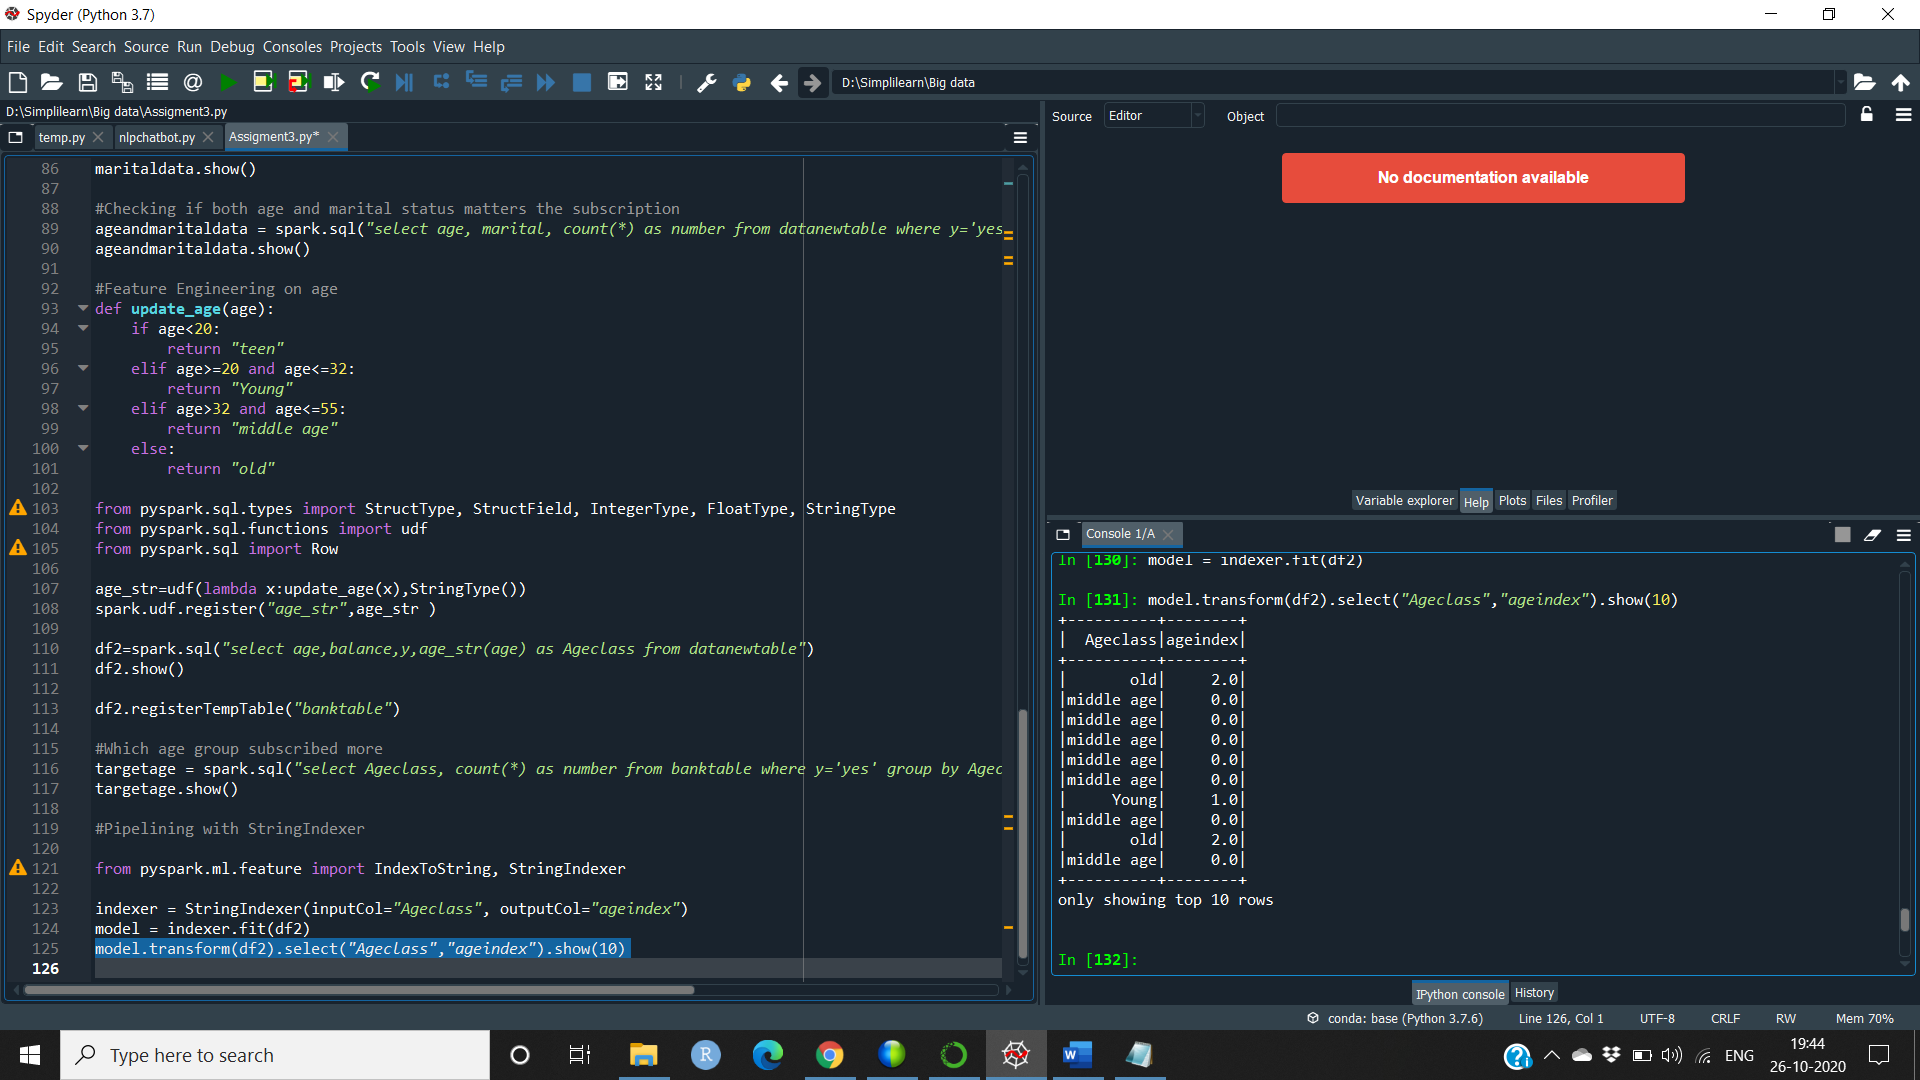 Spyder (Python 3.7)
File Edit Search Source Run Debug Consoles Projects Tools View Help
D:\Simplilearn\Big data
D:\Simplilearn\Big data\Assigment3.py
temp.py nlpchatbot.py Assigment3.py*
86 maritaldata.show()
87
88 #Checking if both age and marital status matters the subscription
89 ageandmaritaldata = spark.sql("select age, marital, count(*) as number from datanewtable where y='yes
90 ageandmaritaldata.show()
91
92 #Feature Engineering on age
93 def update_age(age):
94 if age<20:
95 return "teen"
96 elif age>=20 and age<=32:
97 return "Young"
98 elif age>32 and age<=55:
99 return "middle age"
100 else:
101 return "old"
102
103 from pyspark.sql.types import StructType, StructField, IntegerType, FloatType, StringType
104 from pyspark.sql.functions import udf
105 from pyspark.sql import Row
106
107 age_str=udf(lambda x:update_age(x),StringType())
108 spark.udf.register("age_str",age_str )
109
110 df2=spark.sql("select age,balance,y,age_str(age) as Ageclass from datanewtable")
111 df2.show()
112
113 df2.registerTempTable("banktable")
114
115 #Which age group subscribed more
116 targetage = spark.sql("select Ageclass, count(*) as number from banktable where y='yes' group by Agec
117 targetage.show()
118
119 #Pipelining with StringIndexer
120
121 from pyspark.ml.feature import IndexToString, StringIndexer
122
123 indexer = StringIndexer(inputCol="Ageclass", outputCol="ageindex")
124 model = indexer.fit(df2)
125 model.transform(df2).select("Ageclass","ageindex").show(10)
126
Source Editor Object
No documentation available
Variable explorer Help Plots Files Profiler
Console 1/A
In [130]: model = indexer.fit(df2)
In [131]: model.transform(df2).select("Ageclass","ageindex").show(10)
+----------+--------+
|  Ageclass|ageindex|
+----------+--------+
|       old|     2.0|
|middle age|     0.0|
|middle age|     0.0|
|middle age|     0.0|
|middle age|     0.0|
|middle age|     0.0|
|     Young|     1.0|
|middle age|     0.0|
|       old|     2.0|
|middle age|     0.0|
+----------+--------+
only showing top 10 rows
In [132]:
IPython console History
conda: base (Python 3.7.6) Line 126, Col 1 UTF-8 CRLF RW Mem 70%
Type here to search
ENG
19:44
26-10-2020